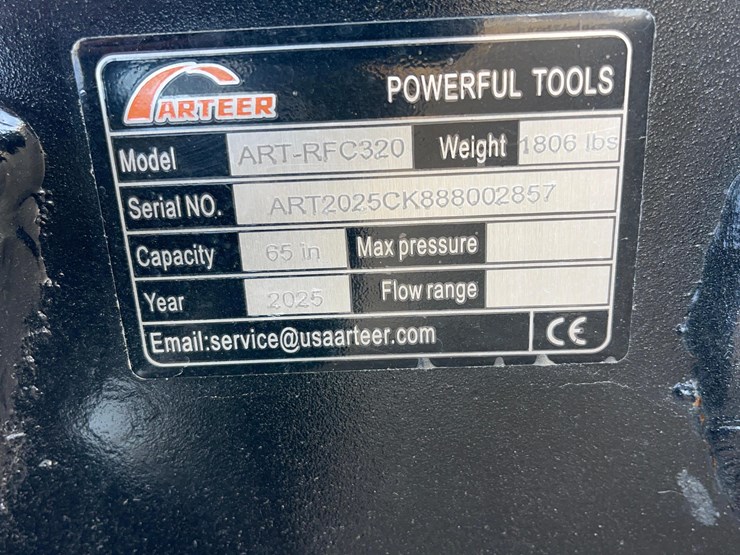 ARTEER
POWERFUL TOOLS
Model ART-RFC320 Weight 1806 lbs
Serial NO. ART2025CK888002857
Capacity 65 in Max pressure
Year 2025 Flow range
Email:service@usaarteer.com CE